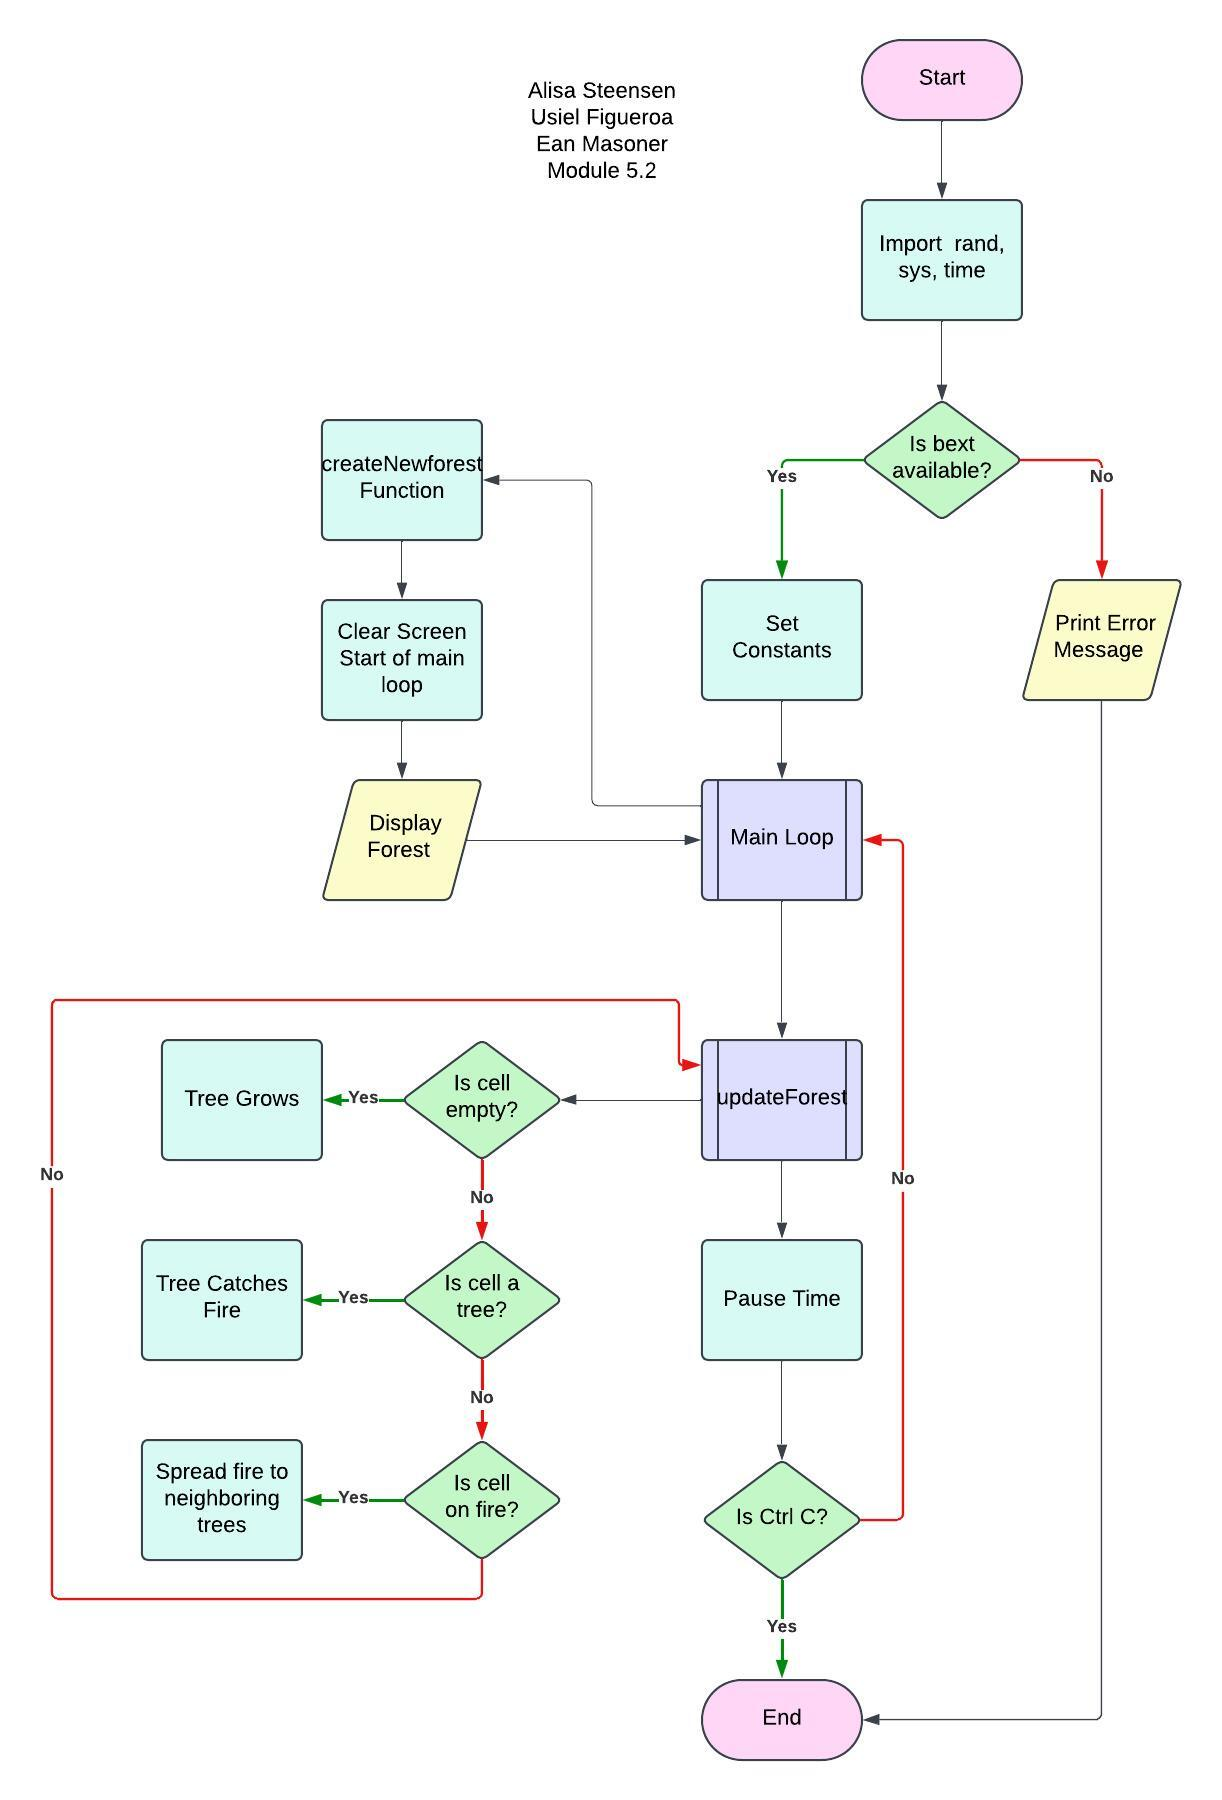 Alisa Steensen
Usiel Figueroa
Ean Masoner
Module 5.2
Start
Import rand,
sys, time
Is bext
available?
Yes
No
Set
Constants
Print Error
Message
createNewforest
Function
Clear Screen
Start of main
loop
Display
Forest
Main Loop
updateForest
Is cell
empty?
Yes
Tree Grows
No
Is cell a
tree?
Yes
Tree Catches
Fire
No
Is cell
on fire?
Yes
Spread fire to
neighboring
trees
No
Pause Time
Is Ctrl C?
No
Yes
End